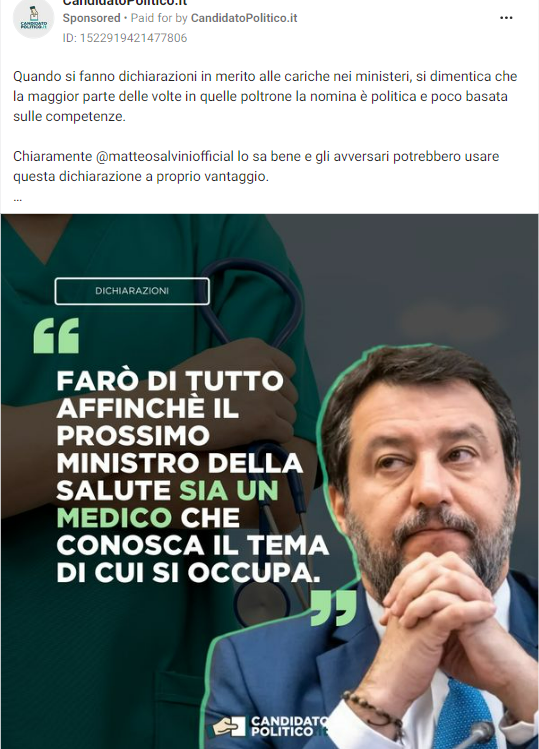 CandidatoPolitico.it
Sponsored • Paid for by CandidatoPolitico.it
ID: 1522919421477806
Quando si fanno dichiarazioni in merito alle cariche nei ministeri, si dimentica che
la maggior parte delle volte in quelle poltrone la nomina è politica e poco basata
sulle competenze.
Chiaramente @matteosalviniofficial lo sa bene e gli avversari potrebbero usare
questa dichiarazione a proprio vantaggio.
...
DICHIARAZIONI
“
FARÒ DI TUTTO
AFFINCHÈ IL
PROSSIMO
MINISTRO DELLA
SALUTE SIA UN
MEDICO CHE
CONOSCA IL TEMA
DI CUI SI OCCUPA.
”
CANDIDATO
POLITICO.it